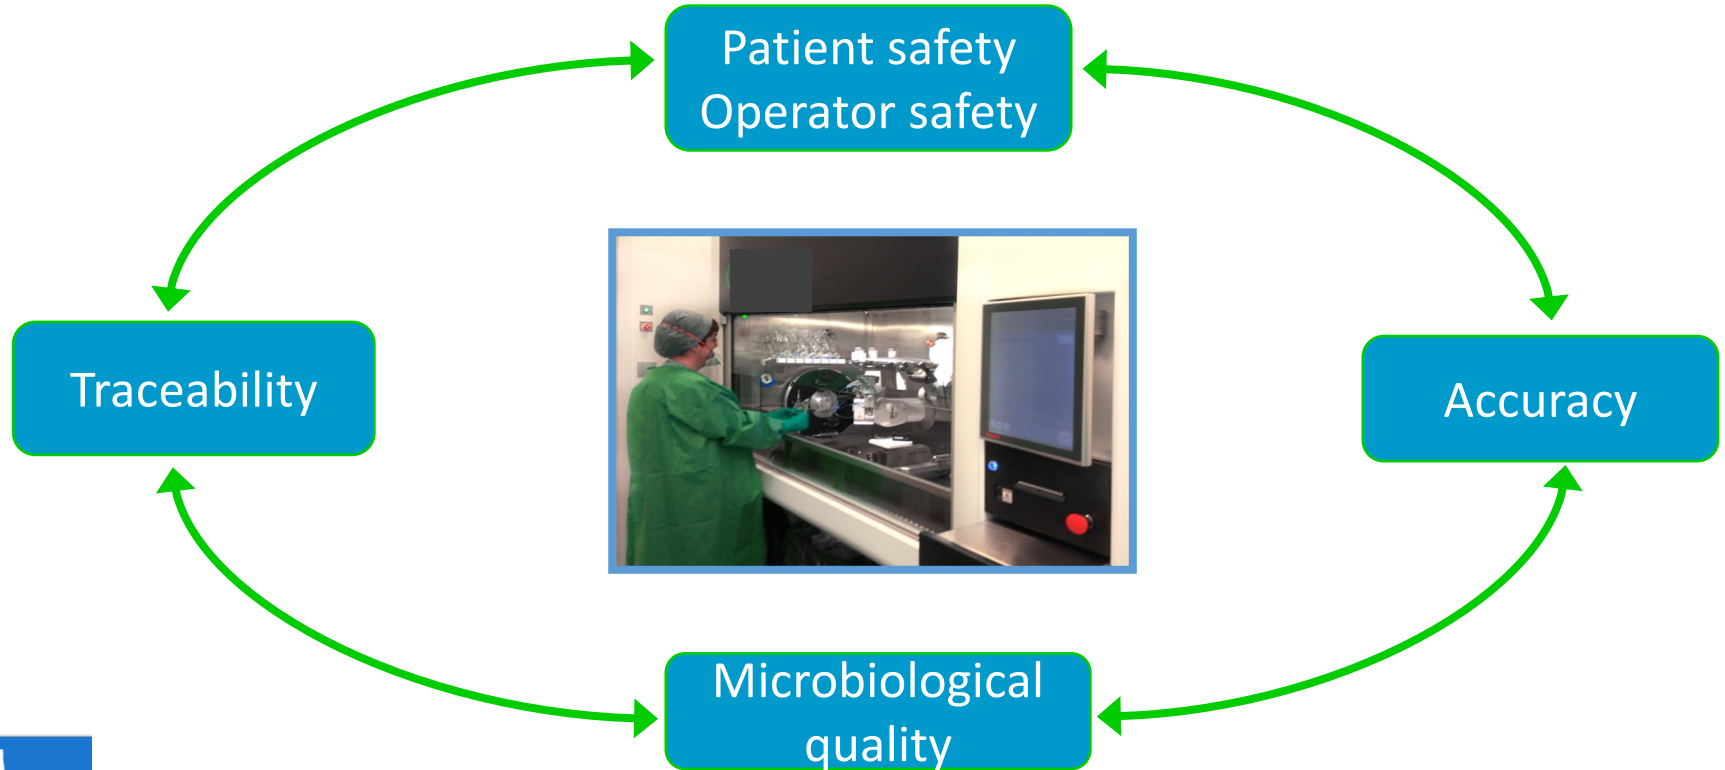 Patient safety
Operator safety
Traceability
Accuracy
Microbiological
quality